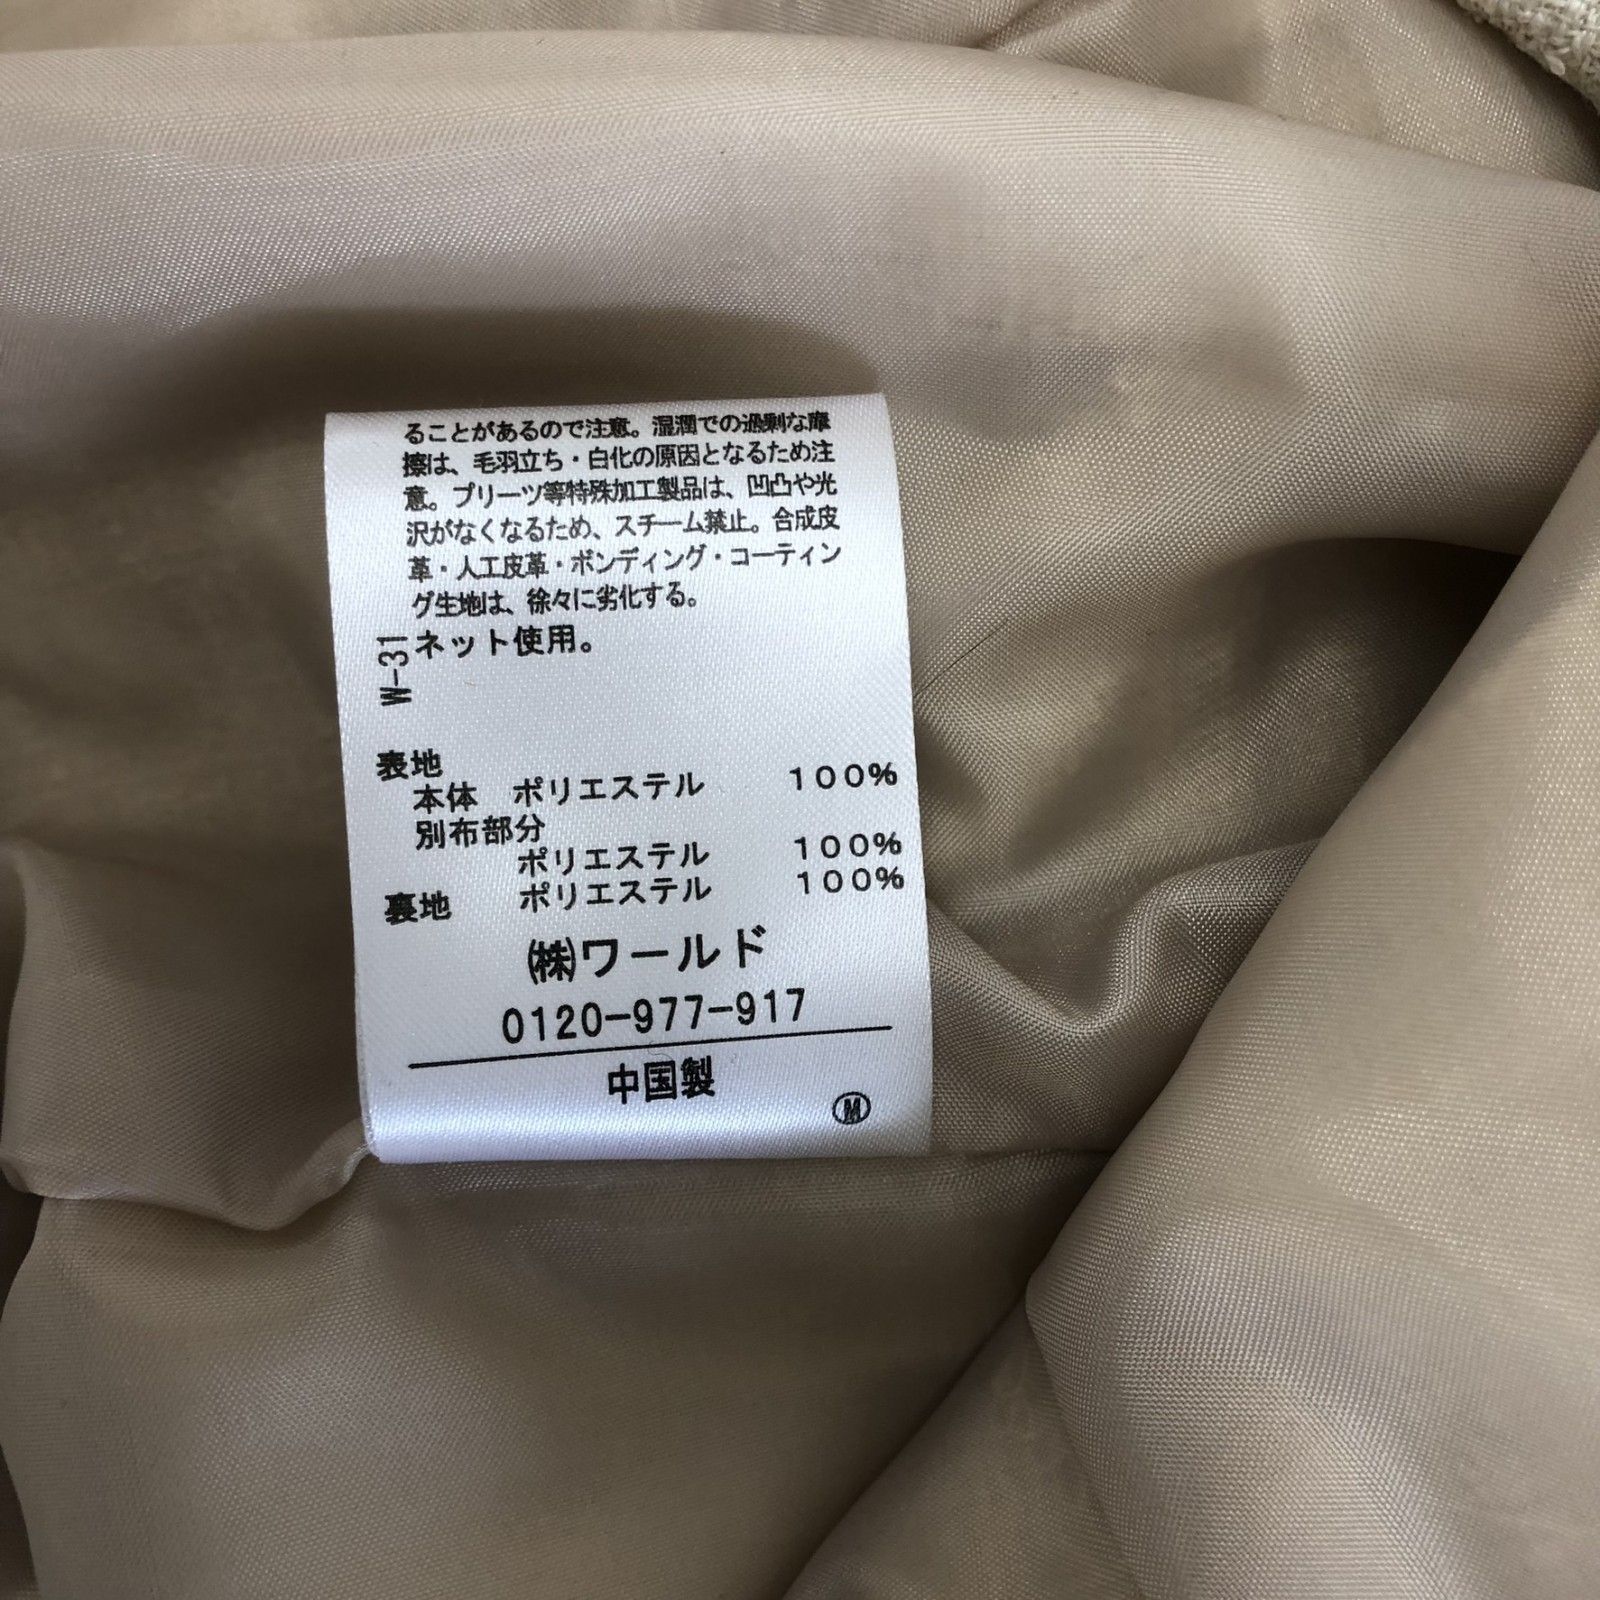 ることがあるので注意。湿潤での過剰な摩
擦は、毛羽立ち・白化の原因となるため注
意。プリーツ等特殊加工製品は、凹凸や光
沢がなくなるため、スチーム禁止。合成皮
革・人工皮革・ボンディング・コーティン
グ生地は、徐々に劣化する。
ネット使用。
W-31
表地
本体 ポリエステル 100%
別布部分
ポリエステル 100%
裏地 ポリエステル 100%
㈱ワールド
0120-977-917
中国製
Ⓜ